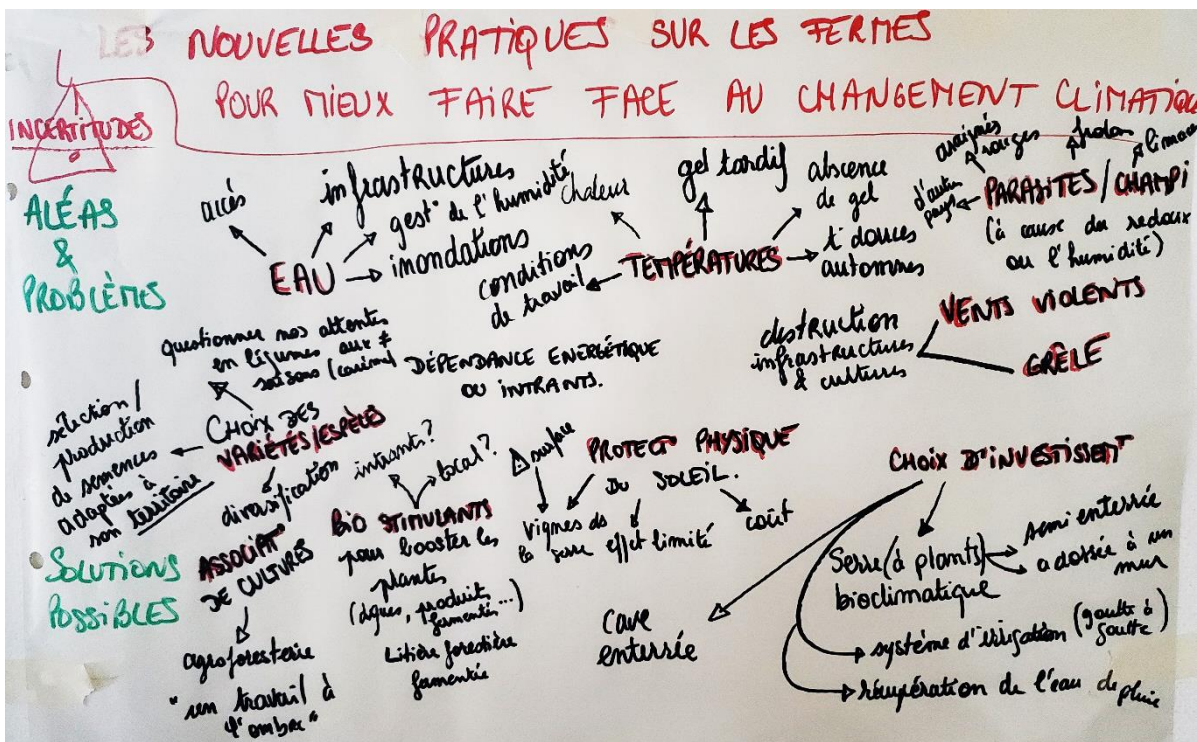 LES NOUVELLES PRATIQUES SUR LES FERMES
POUR MIEUX FAIRE FACE AU CHANGEMENT CLIMATIQUE
INCERTITUDES
ALÉAS
&
PROBLÈMES
accès
infrastructures
gest° de l'humidité
inondations
EAU
chaleur
gel tardif
absence
de gel
t° douces
automnes
TEMPÉRATURES
conditions
de travail
araignés
rouges
frelon
limace
d'autres
pays
PARASITES/CHAMPI
(à cause du redoux
ou l'humidité)
VENTS VIOLENTS
GRÊLE
destruction
infrastructures
& cultures
DÉPENDANCE ENERGÉTIQUE
OU INTRANTS.
SOLUTIONS
POSSIBLES
questionner nos attentes
en légumes aux ≠
saisons
CHOIX DES
VARIÉTÉS/ESPÈCES
sélection/
production
de semences
adaptées à
son territoire
diversification
ASSOCIAT°
DE CULTURES
agroforesterie
"un travail à
l'ombre"
intrants?
local?
BIO STIMULANTS
pour booster les
plantes
(algues, produits
fermentés...)
Litière forestière
fermentée
PROTECT° PHYSIQUE
DU SOLEIL.
surface
vignes ds
la serre
effet limité
coût
CHOIX D'INVESTISSEMT
Serre (à plants)
bioclimatique
semi enterrée
adossée à un
mur
cave
enterrée
système d'irrigation (goutte à
goutte)
récupération de l'eau de pluie